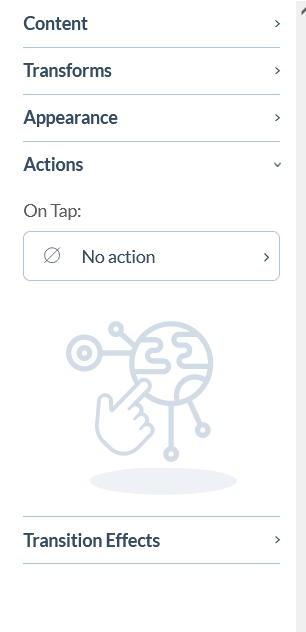 Content
Transforms
Appearance
Actions
On Tap:
No action
Transition Effects